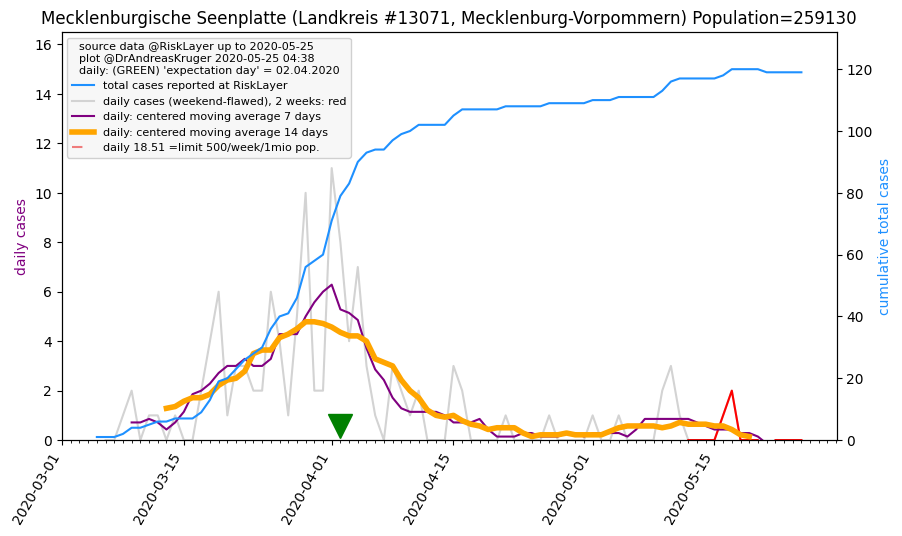 Mecklenburgische Seenplatte (Landkreis #13071, Mecklenburg-Vorpommern) Population=259130
source data @RiskLayer up to 2020-05-25
plot @DrAndreasKruger 2020-05-25 04:38
daily: (GREEN) 'expectation day' = 02.04.2020
total cases reported at RiskLayer
daily cases (weekend-flawed), 2 weeks: red
daily: centered moving average 7 days
daily: centered moving average 14 days
daily 18.51 =limit 500/week/1mio pop.
daily cases
16
14
12
10
8
6
4
2
0
120
100
80
60
40
20
0
cumulative total cases
2020-03-01
2020-03-15
2020-04-01
2020-04-15
2020-05-01
2020-05-15